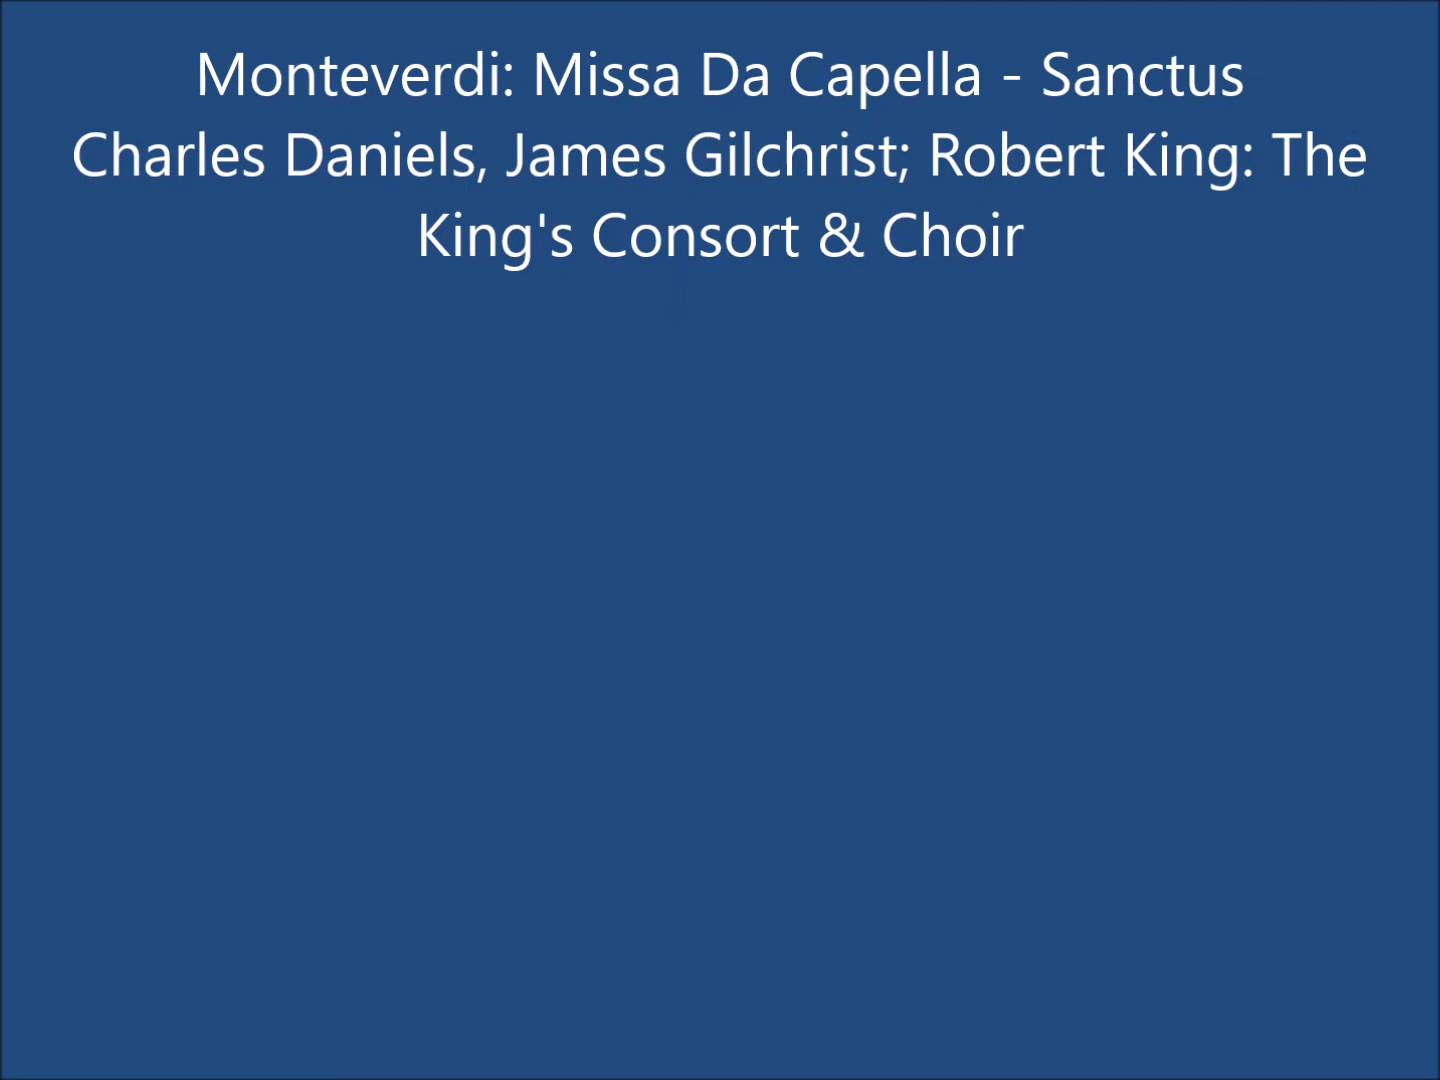 Monteverdi: Missa Da Capella - Sanctus
Charles Daniels, James Gilchrist; Robert King: The
King's Consort & Choir